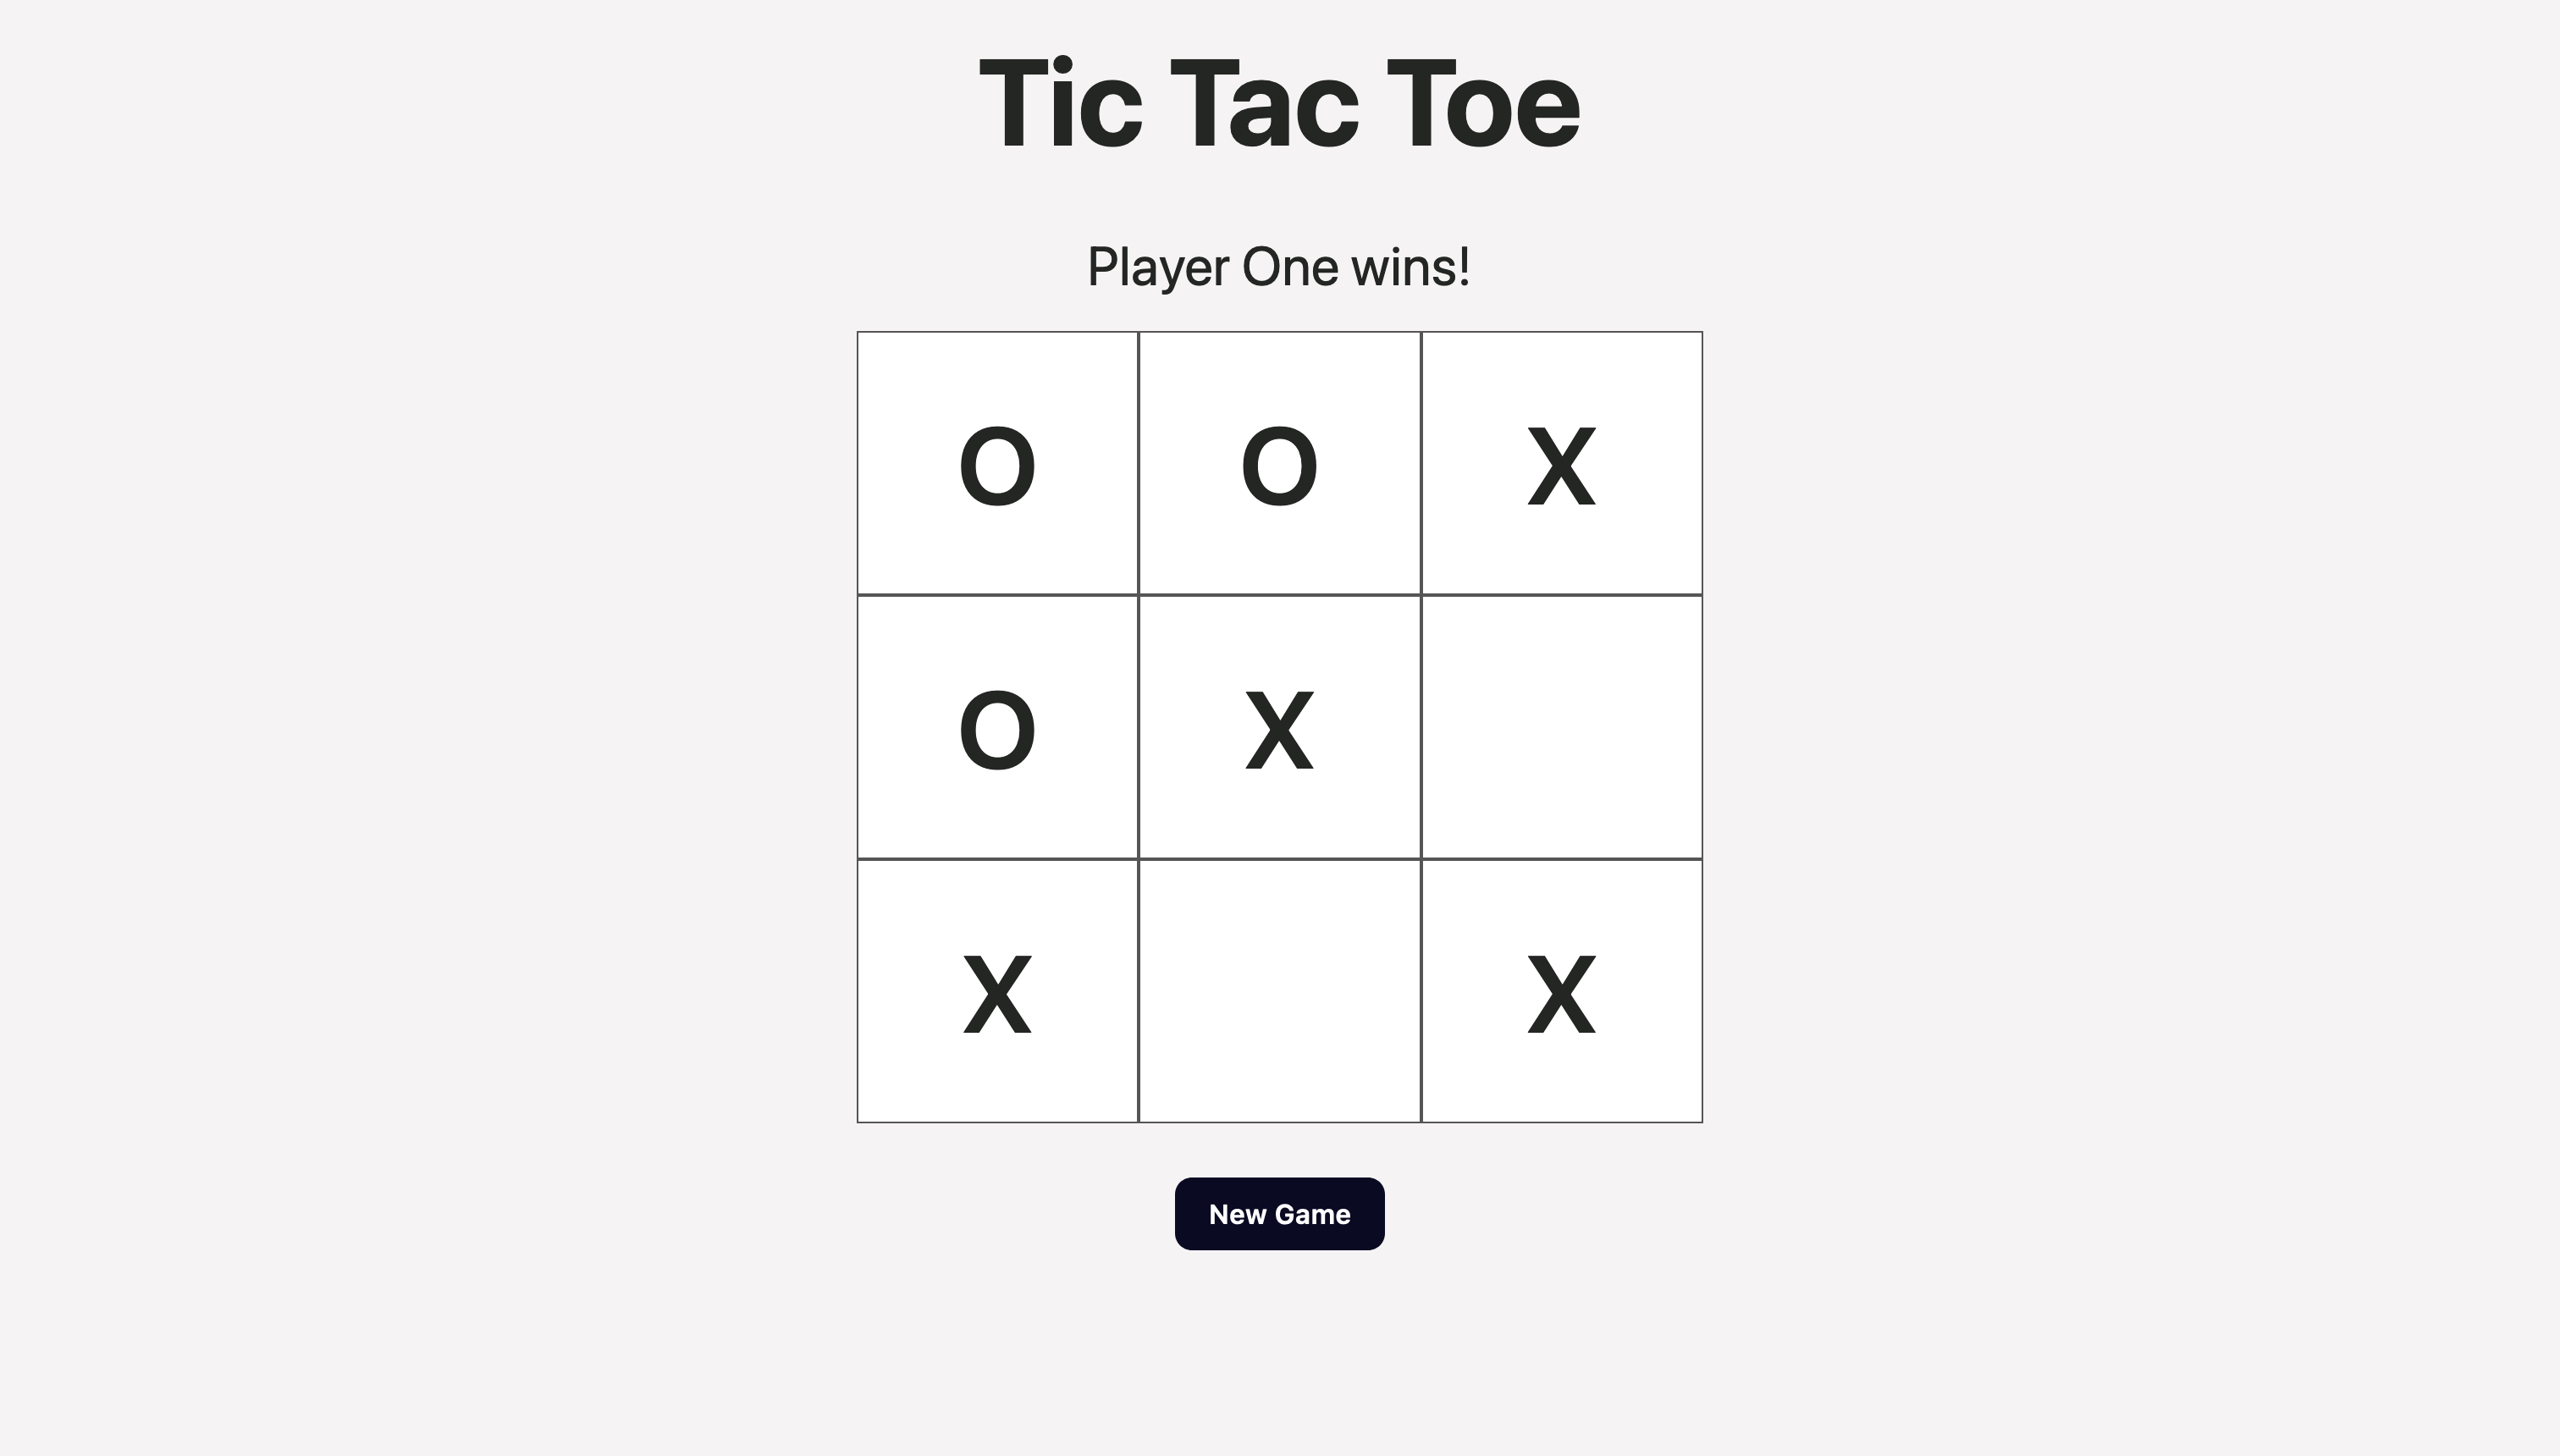 Tic Tac Toe
Player One wins!
O O X
O X
X X
New Game